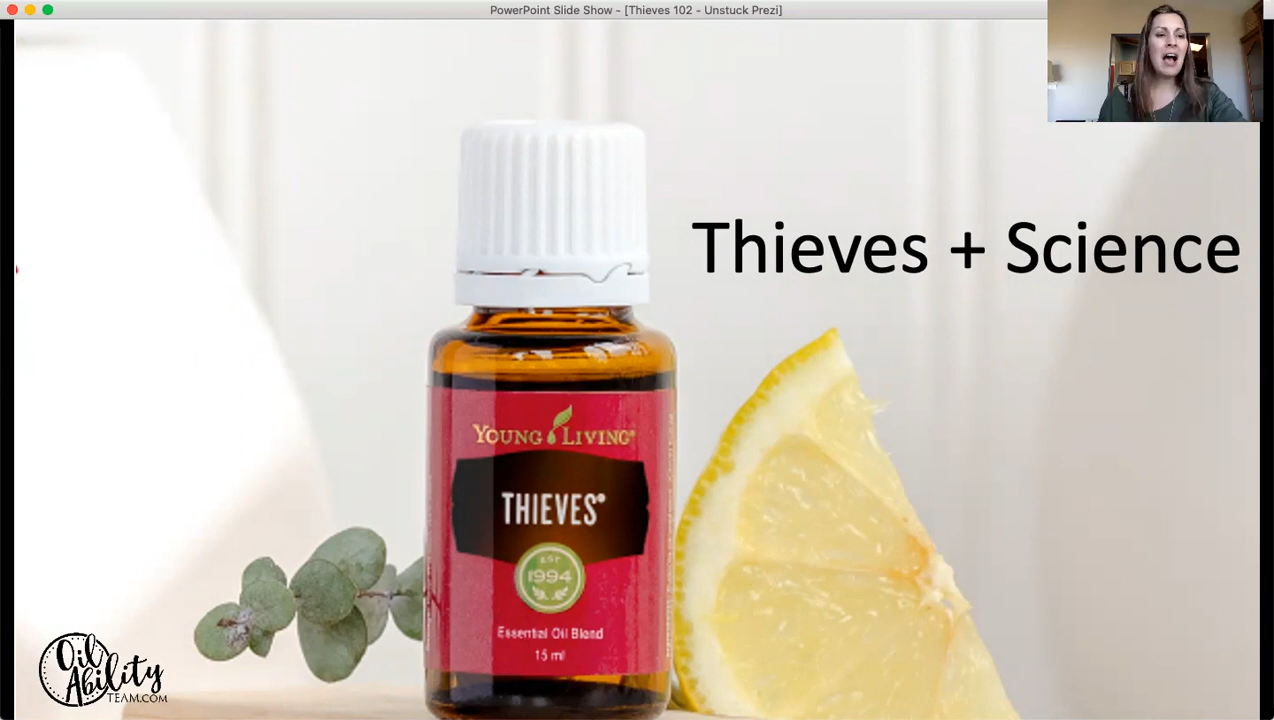 PowerPoint Slide Show - [Thieves 102 - Unstuck Prezi]
Thieves + Science
YOUNG LIVING®
THIEVES®
EST
1994
Essential Oil Blend
15 ml
Oil
Ability
TEAM.COM